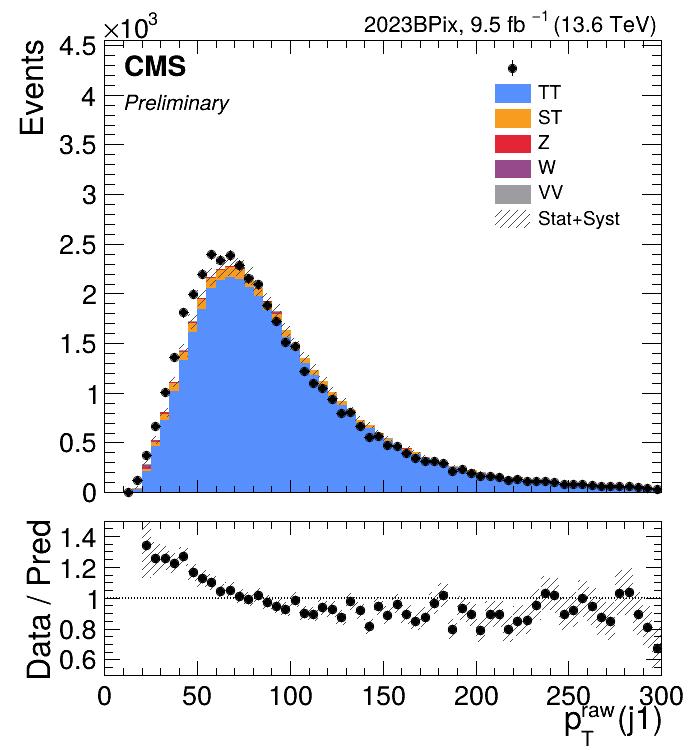 ×10³
2023BPix, 9.5 fb ⁻¹ (13.6 TeV)
Events
4.5
4
3.5
3
2.5
2
1.5
1
0.5
0
CMS
Preliminary
TT
ST
Z
W
VV
Stat+Syst
Data / Pred
1.4
1.2
1
0.8
0.6
0 50 100 150 200 250 300
p_T^raw(j1)